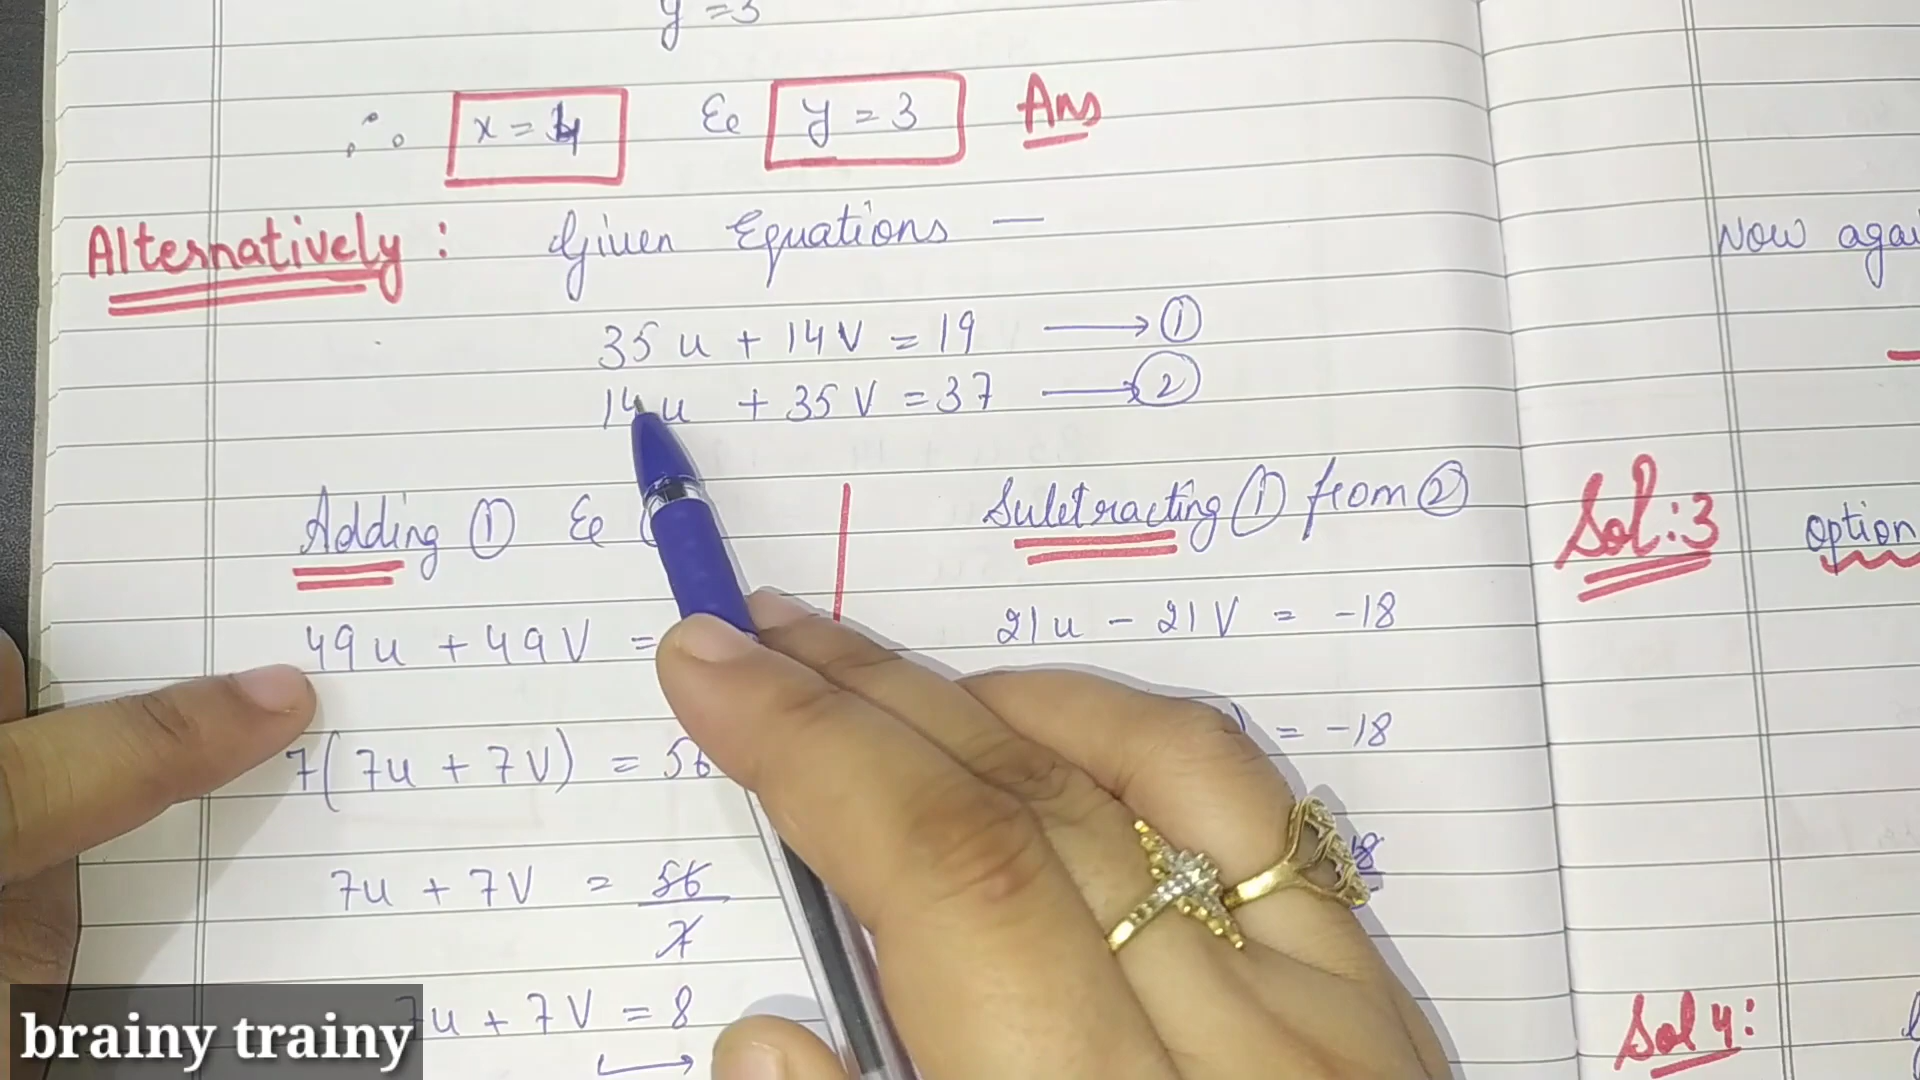 y = 3
∴ x = 4 & y = 3 Ans
Alternatively : Given Equations —
35u + 14v = 19 → ①
14u + 35v = 37 → ②
Adding ① &
49u + 49v =
7(7u + 7v) = 56
7u + 7v = 56
7
7u + 7v = 8
Subtracting ① from ②
21u - 21v = -18
) = -18
18
Now agai
Sol:3 option
Sol 4:
brainy trainy